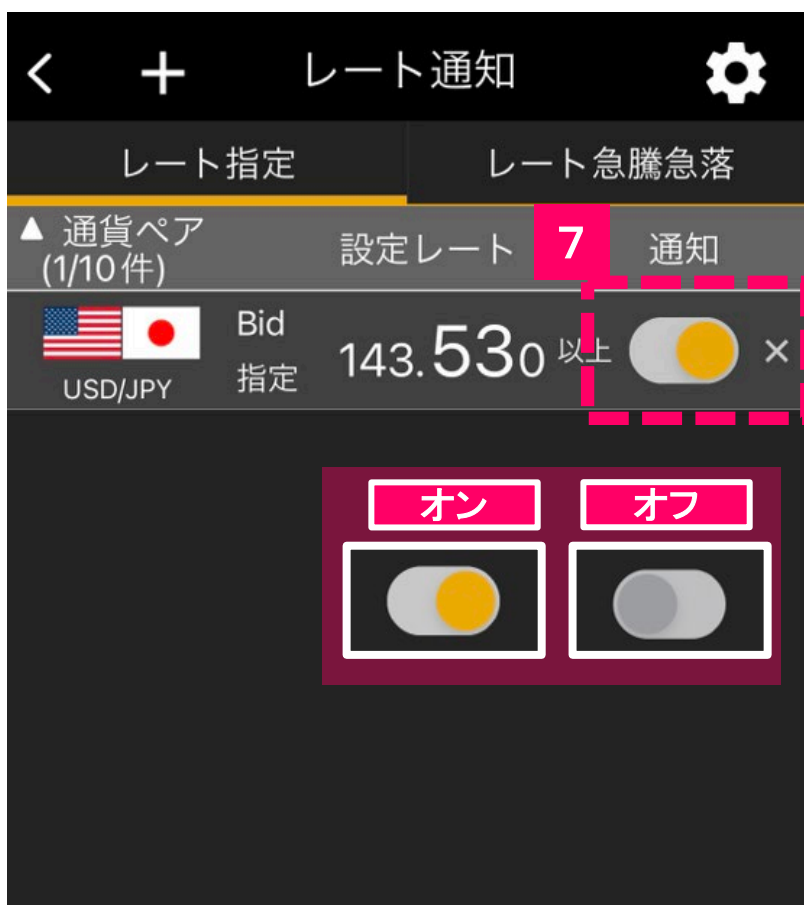 レート通知
レート指定 レート急騰急落
▲ 通貨ペア
(1/10件) 設定レート 7 通知
Bid
指定 143.530 以上 ×
USD/JPY
オン オフ